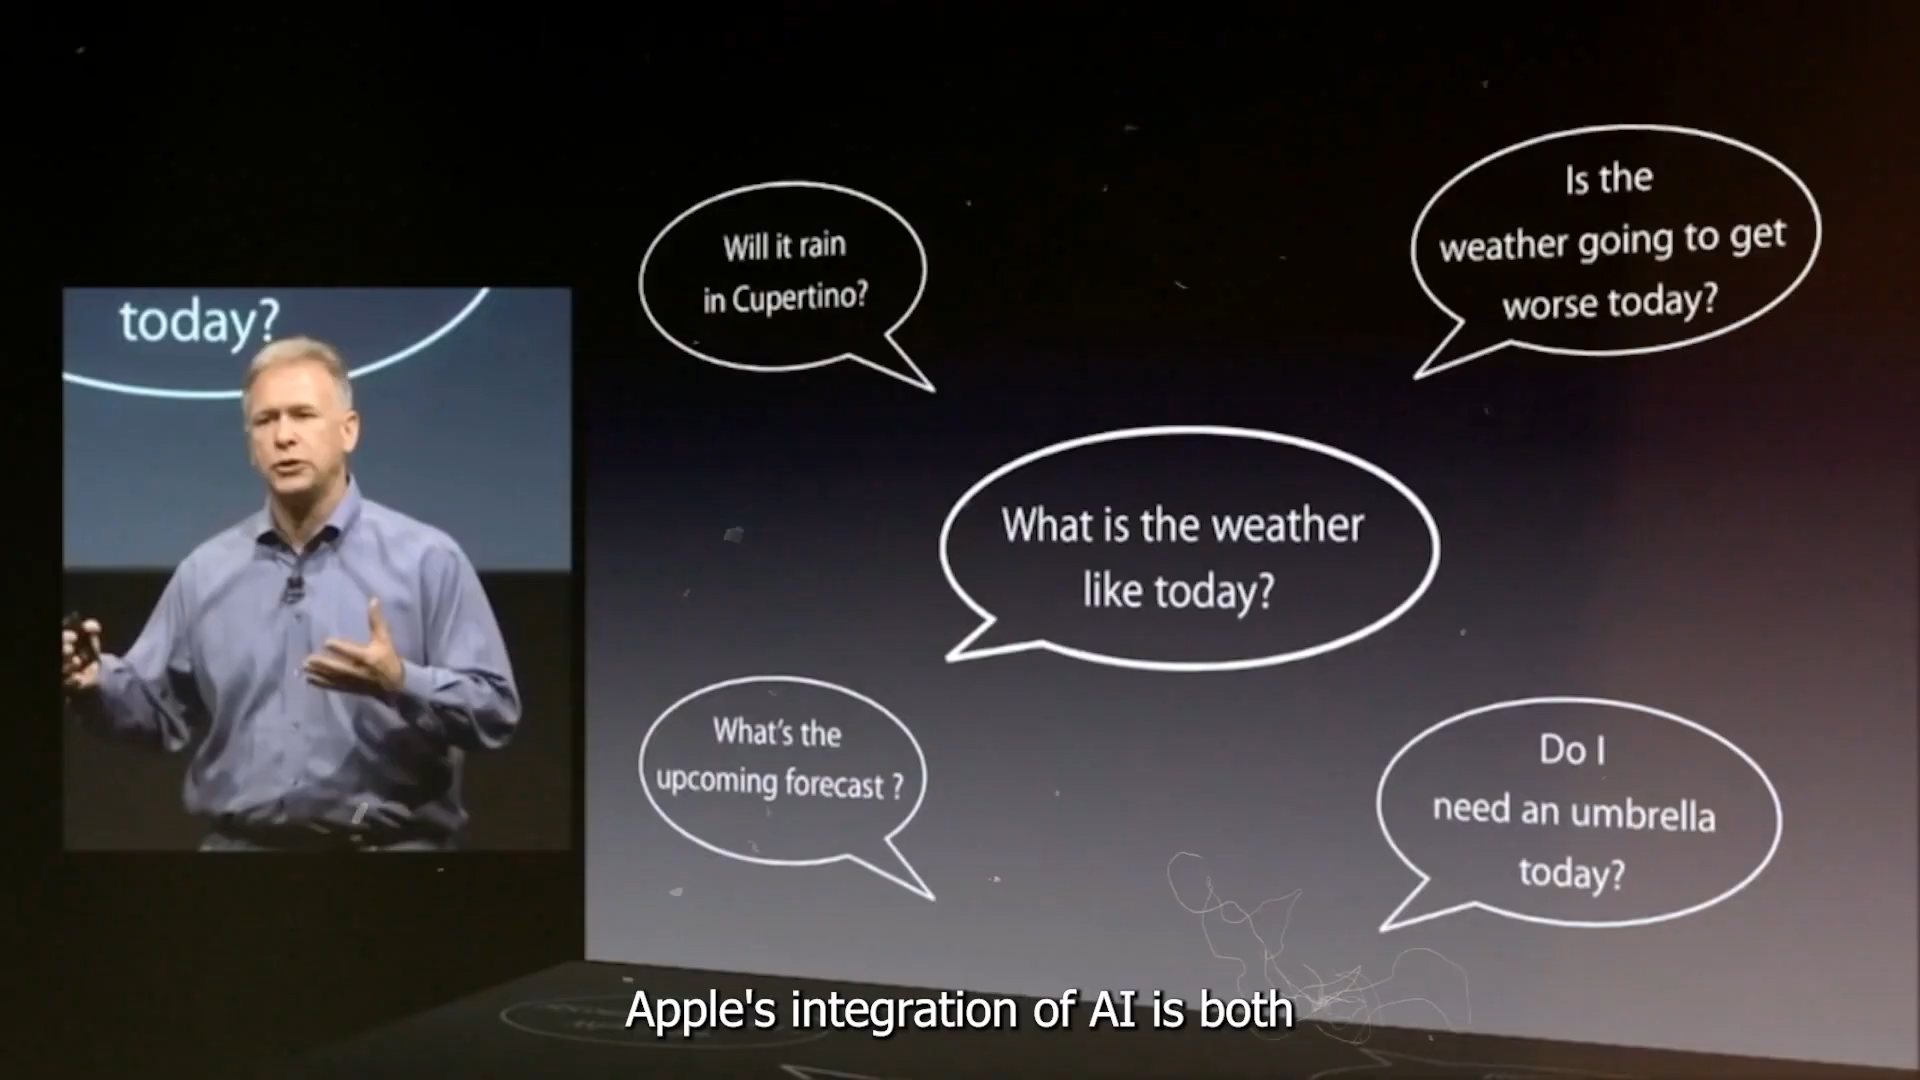 today?
Will it rain
in Cupertino?
Is the
weather going to get
worse today?
What is the weather
like today?
What's the
upcoming forecast ?
Do I
need an umbrella
today?
Apple's integration of AI is both